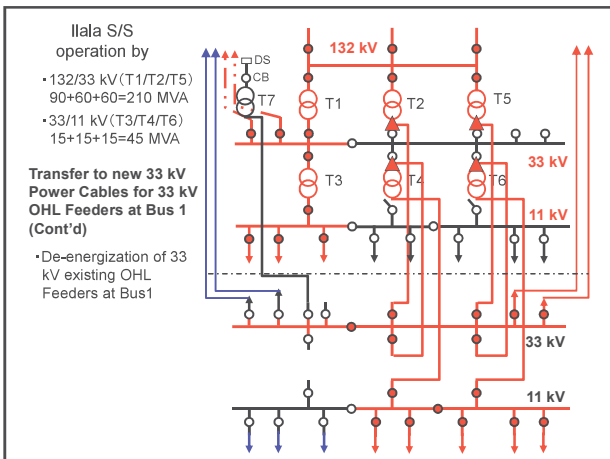 Ilala S/S
operation by
・132/33 kV(T1/T2/T5)
90+60+60=210 MVA
・33/11 kV(T3/T4/T6)
15+15+15=45 MVA
Transfer to new 33 kV
Power Cables for 33 kV
OHL Feeders at Bus 1
(Cont'd)
・De-energization of 33
kV existing OHL
Feeders at Bus1
132 kV
DS
CB
T7
T1
T2
T5
33 kV
T3
T4
T6
11 kV
33 kV
11 kV